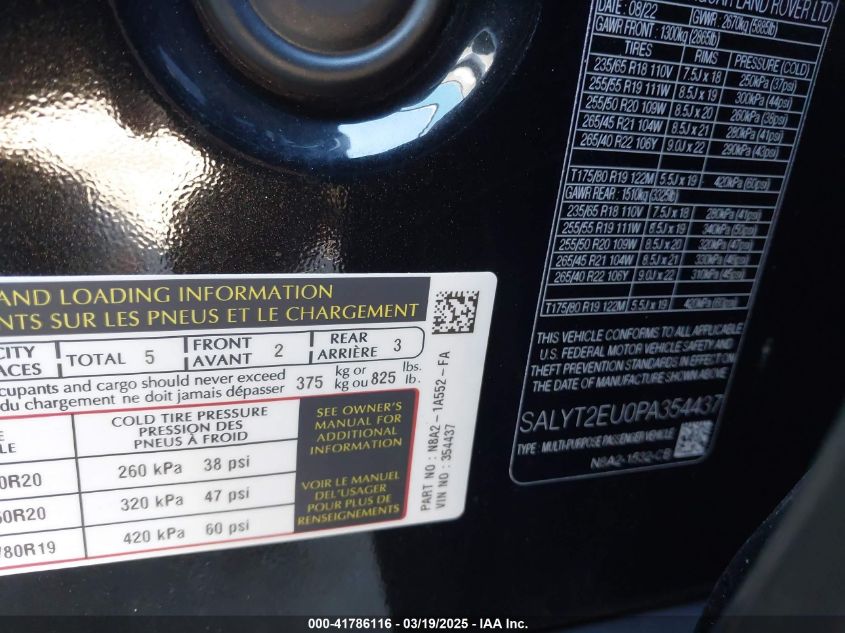 DATE: 08/22 GVWR: 2670kg (5885lb)
GAWR FRONT: 1300kg (2865lb)
TIRES RIMS PRESSURE (COLD)
235/65 R18 110V 7.5J x 18 250kPa (37psi)
255/55 R19 111W 8.5J x 19 300kPa (44psi)
255/50 R20 109W 8.5J x 20 260kPa (38psi)
265/45 R21 104W 8.5J x 21 280kPa (41psi)
265/40 R22 106Y 9.0J x 22 290kPa (43psi)
T175/80 R19 122M 5.5J x 19 420kPa (60psi)
GAWR REAR: 1510kg (3325lb)
235/65 R18 110V 7.5J x 18 280kPa (41psi)
255/55 R19 111W 8.5J x 19 340kPa (50psi)
255/50 R20 109W 8.5J x 20 320kPa (47psi)
265/45 R21 104W 8.5J x 21 330kPa (48psi)
265/40 R22 106Y 9.0J x 22 310kPa (45psi)
T175/80 R19 122M 5.5J x 19 420kPa (60psi)
THIS VEHICLE CONFORMS TO ALL APPLICABLE
U.S. FEDERAL MOTOR VEHICLE SAFETY AND
THEFT PREVENTION STANDARDS IN EFFECT ON
THE DATE OF MANUFACTURE SHOWN ABOVE.
SALYT2EU0PA354437
TYPE: MULTI-PURPOSE PASSENGER VEHICLE
N8A2-1532-CB
AND LOADING INFORMATION
NTS SUR LES PNEUS ET LE CHARGEMENT
CITY TOTAL 5 FRONT 2 REAR 3
ACES AVANT ARRIÈRE
cupants and cargo should never exceed 375 kg or 825 lbs.
du chargement ne doit jamais dépasser kg ou lb.
COLD TIRE PRESSURE
PRESSION DES
PNEUS À FROID
0R20 260 kPa 38 psi
0R20 320 kPa 47 psi
/80R19 420 kPa 60 psi
SEE OWNER'S
MANUAL FOR
ADDITIONAL
INFORMATION
VOIR LE MANUEL
DEL'USAGER
POUR PLUS DE
RENSEIGNEMENTS
PART NO : N8A2-1A552-FA
VIN NO : 354437
000-41786116 - 03/19/2025 - IAA Inc.